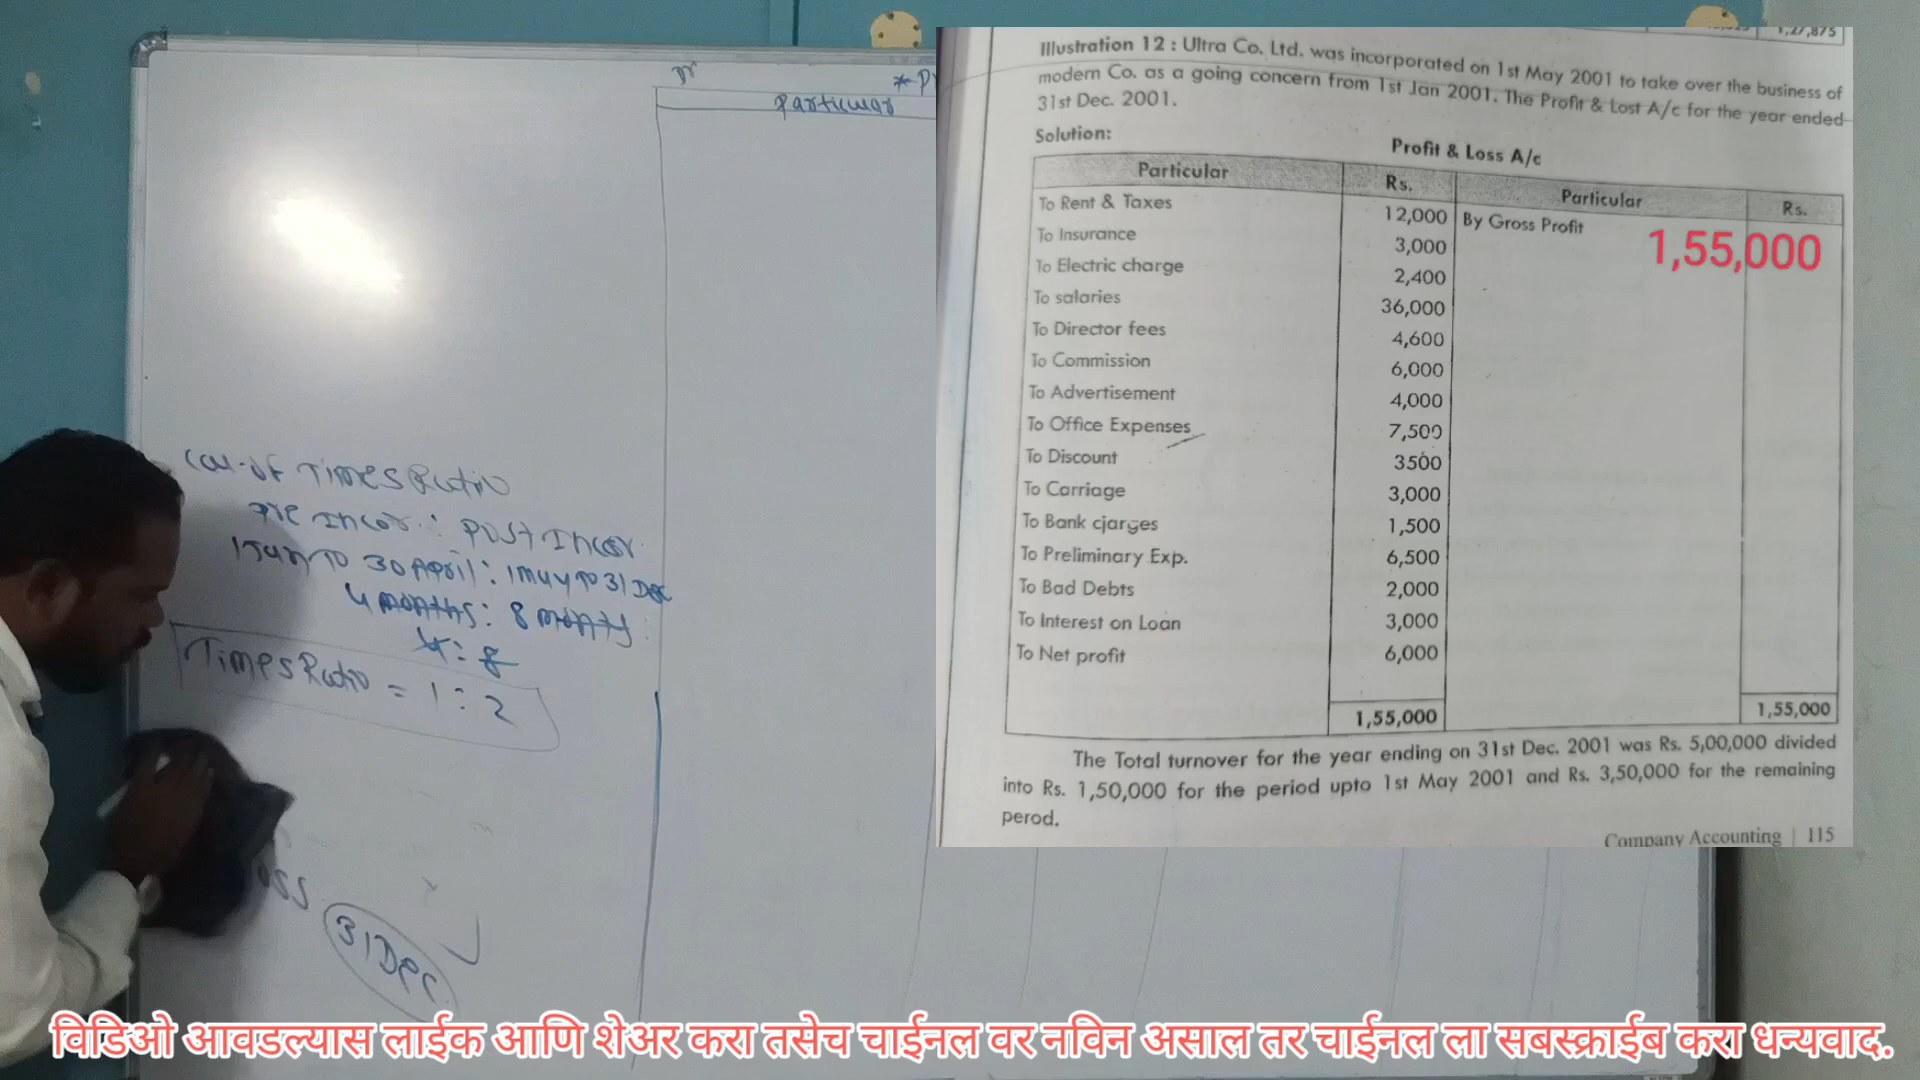 Dr
particular
Cal. of Times Ratio
pre Incor. : post Incor.
1 Jan To 30 April : 1 may to 31 Dec
4 months : 8 months
4 : 8
Times Ratio = 1 : 2
oss
31 Dec.
1,27,875
Illustration 12 : Ultra Co. Ltd. was incorporated on 1st May 2001 to take over the business of
modern Co. as a going concern from 1st Jan 2001. The Profit & Lost A/c for the year ended
31st Dec. 2001.
Solution:
Profit & Loss A/c
Particular Rs. Particular Rs.
To Rent & Taxes 12,000 By Gross Profit 1,55,000
To Insurance 3,000
To Electric charge 2,400
To salaries 36,000
To Director fees 4,600
To Commission 6,000
To Advertisement 4,000
To Office Expenses 7,500
To Discount 3500
To Carriage 3,000
To Bank cjarges 1,500
To Preliminary Exp. 6,500
To Bad Debts 2,000
To Interest on Loan 3,000
To Net profit 6,000
1,55,000 1,55,000
The Total turnover for the year ending on 31st Dec. 2001 was Rs. 5,00,000 divided
into Rs. 1,50,000 for the period upto 1st May 2001 and Rs. 3,50,000 for the remaining
perod.
Company Accounting | 115
विडिओ आवडल्यास लाईक आणि शेअर करा तसेच चाईनल वर नविन असाल तर चाईनल ला सबस्क्राईब करा धन्यवाद.